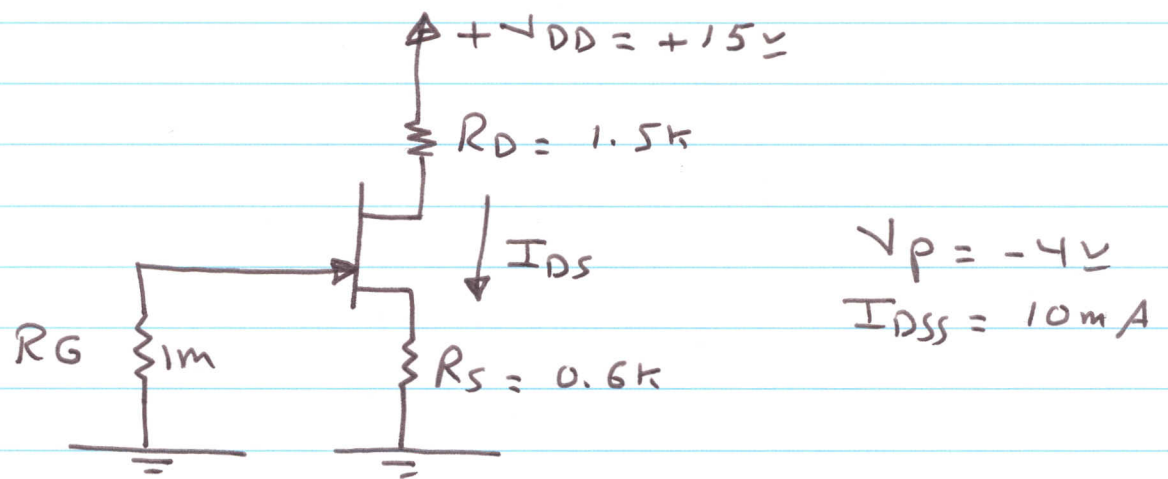 +VDD = +15v
RD = 1.5k
IDS
VP = -4v
IDSS = 10mA
RG 1m
RS = 0.6k